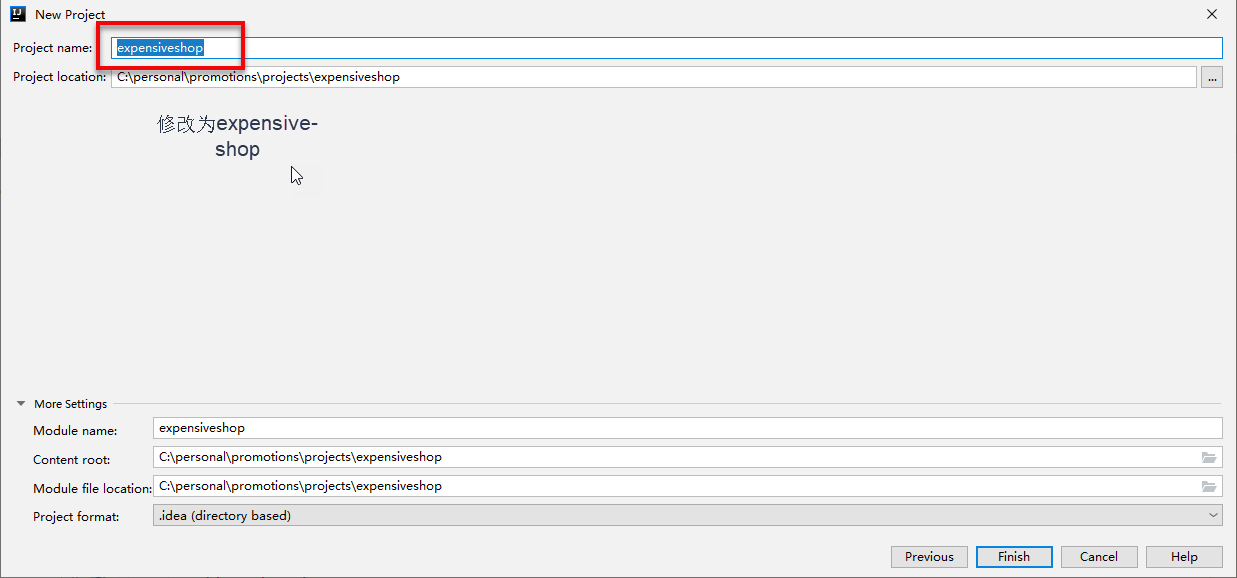 New Project
Project name: expensiveshop
Project location: C:\personal\promotions\projects\expensiveshop ...
修改为expensive-
shop
More Settings
Module name: expensiveshop
Content root: C:\personal\promotions\projects\expensiveshop
Module file location: C:\personal\promotions\projects\expensiveshop
Project format: .idea (directory based)
Previous Finish Cancel Help